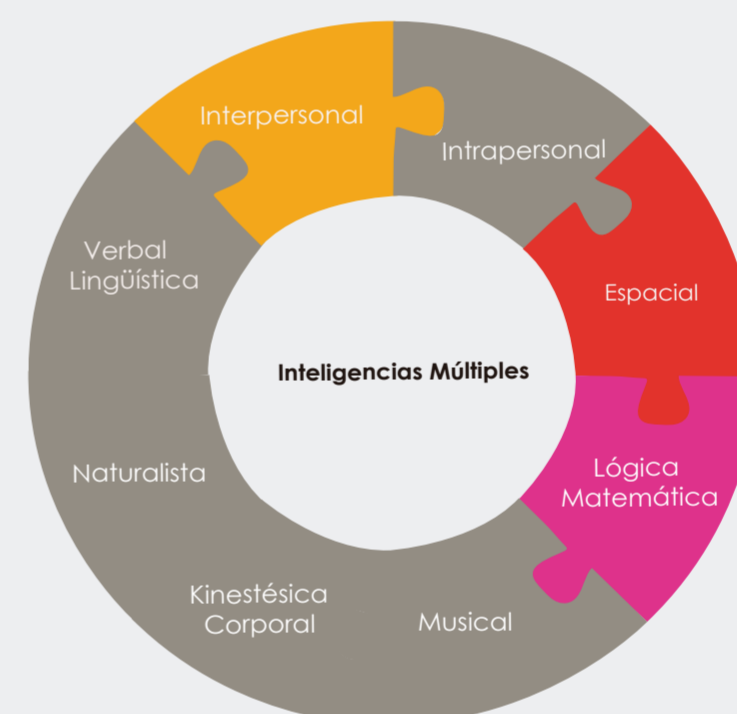 Interpersonal
Intrapersonal
Verbal
Lingüística
Espacial
Inteligencias Múltiples
Naturalista
Lógica
Matemática
Kinestésica
Corporal
Musical